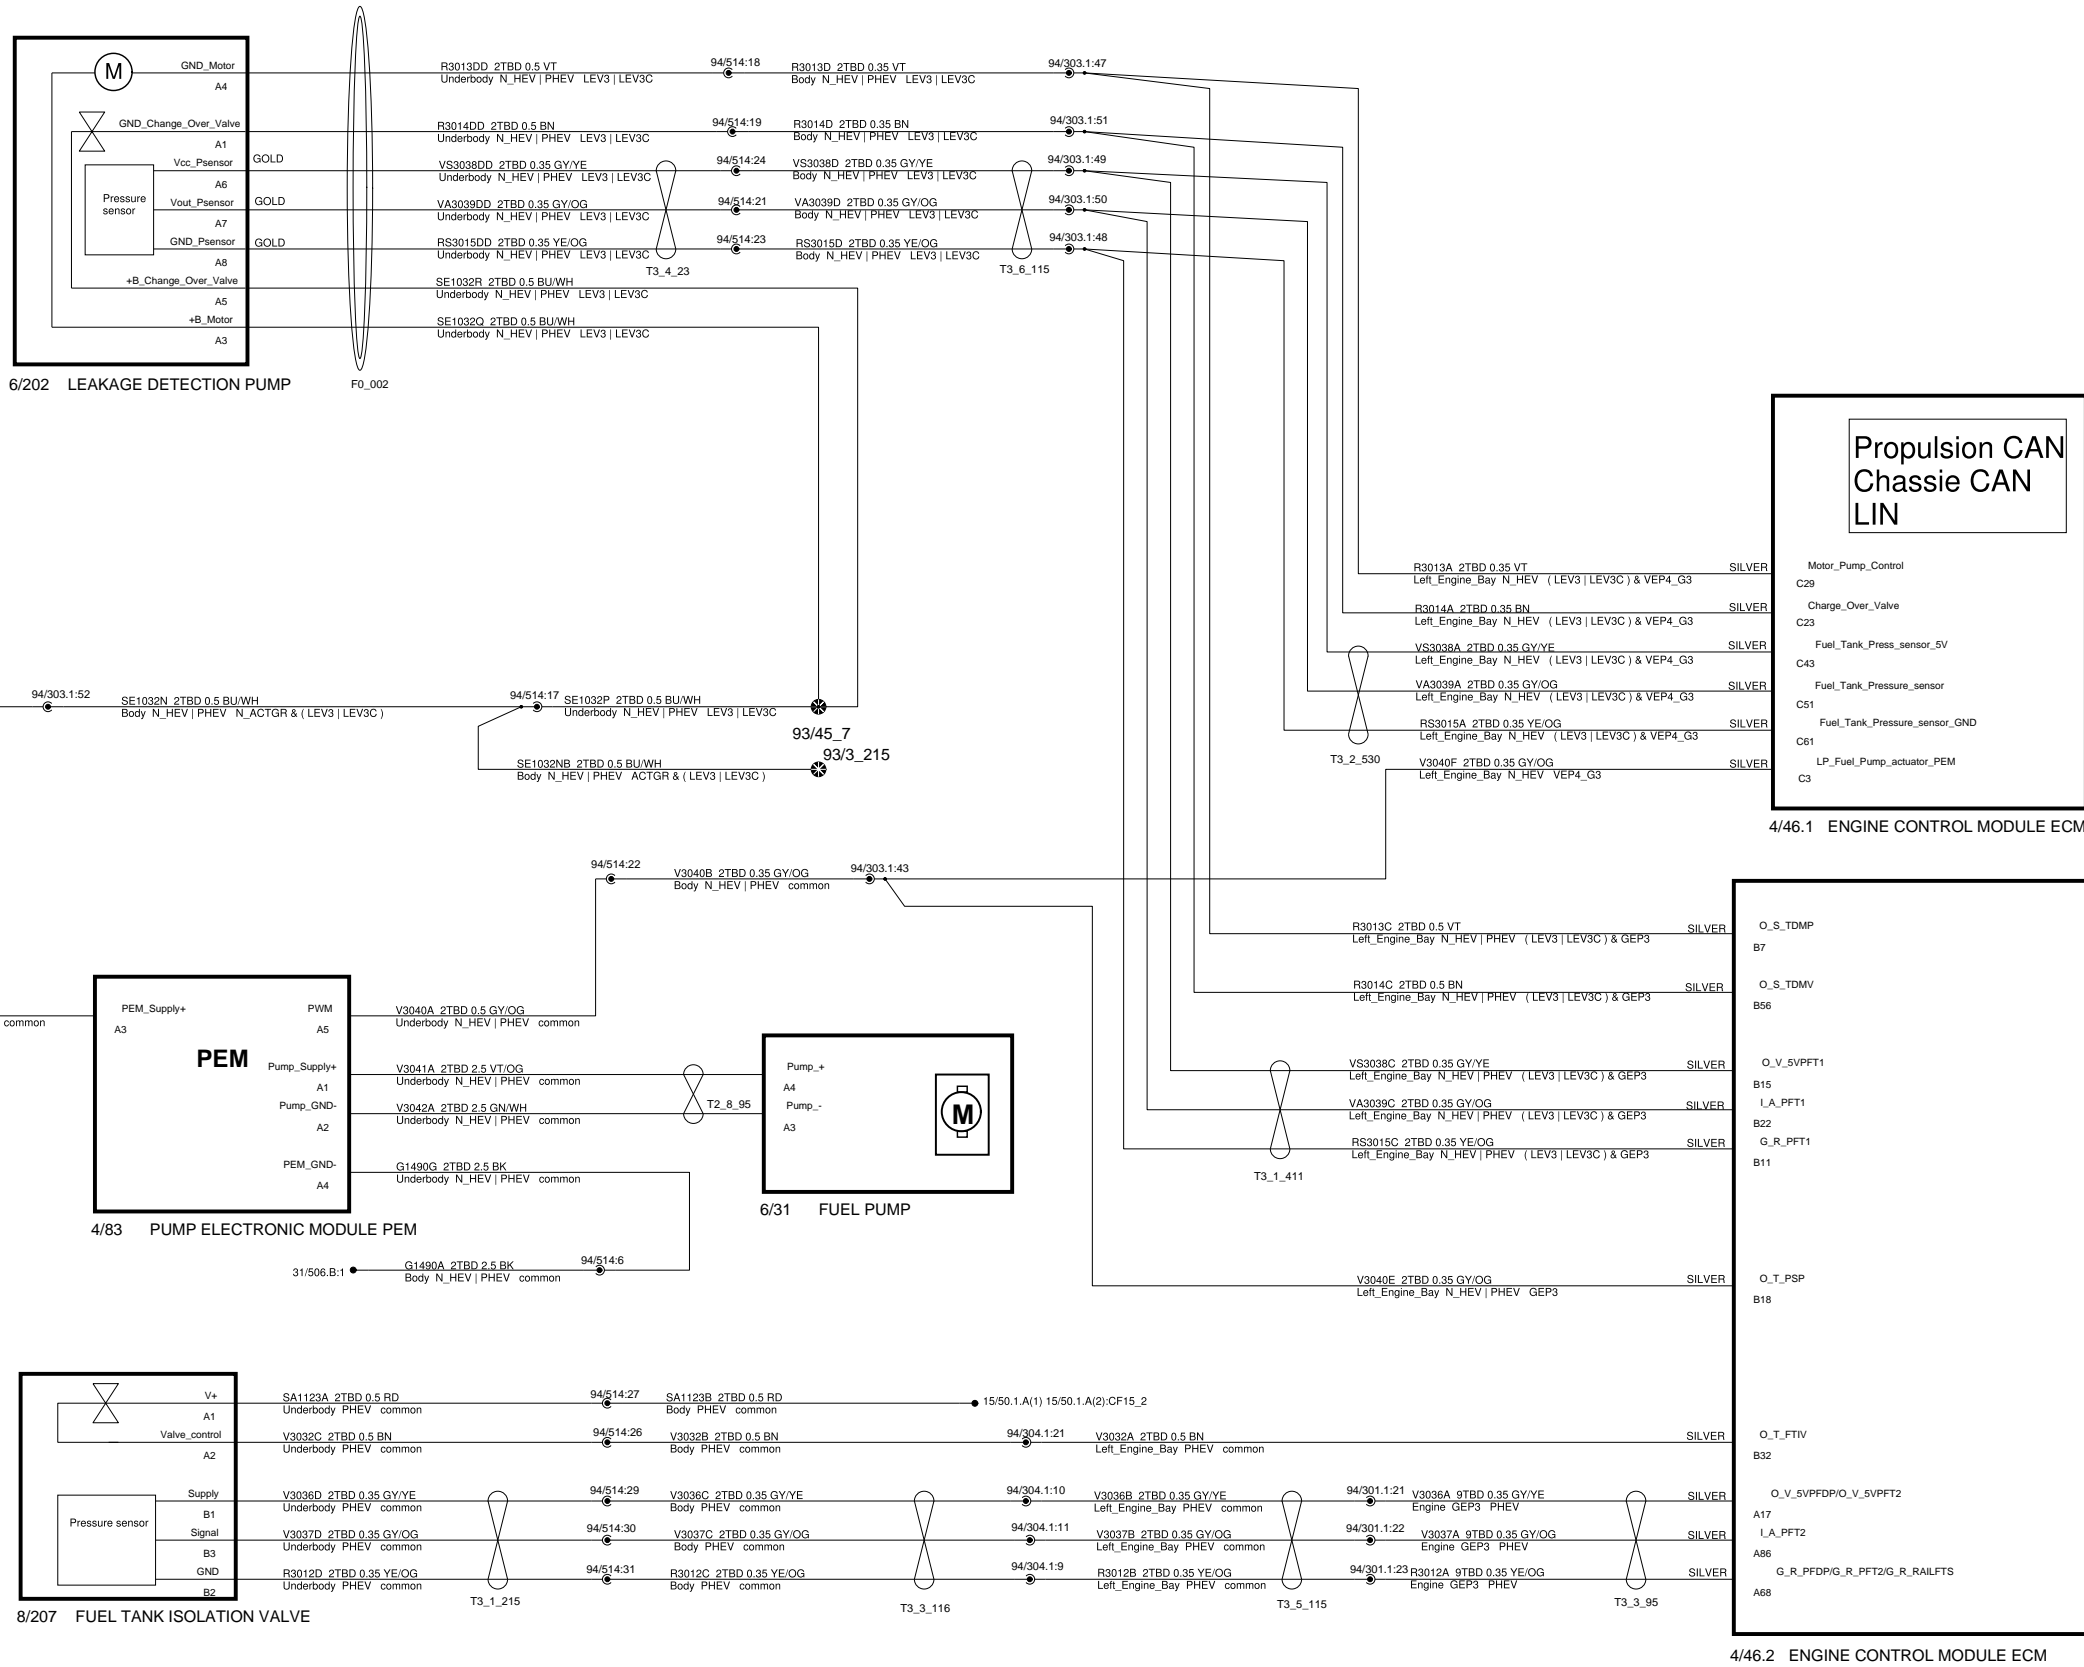 GND_Motor
A4
GND_Change_Over_Valve
A1
Vcc_Psensor
GOLD
A6
Pressure
sensor
Vout_Psensor
GOLD
A7
GND_Psensor
GOLD
A8
+B_Change_Over_Valve
A5
+B_Motor
A3
M
6/202 LEAKAGE DETECTION PUMP
F0_002
R3013DD 2TBD 0.5 VT
Underbody N_HEV | PHEV LEV3 | LEV3C
94/514:18
R3013D 2TBD 0.35 VT
Body N_HEV | PHEV LEV3 | LEV3C
94/303.1:47
R3014DD 2TBD 0.5 BN
Underbody N_HEV | PHEV LEV3 | LEV3C
94/514:19
R3014D 2TBD 0.35 BN
Body N_HEV | PHEV LEV3 | LEV3C
94/303.1:51
VS3038DD 2TBD 0.35 GY/YE
Underbody N_HEV | PHEV LEV3 | LEV3C
94/514:24
VS3038D 2TBD 0.35 GY/YE
Body N_HEV | PHEV LEV3 | LEV3C
94/303.1:49
VA3039DD 2TBD 0.35 GY/OG
Underbody N_HEV | PHEV LEV3 | LEV3C
94/514:21
VA3039D 2TBD 0.35 GY/OG
Body N_HEV | PHEV LEV3 | LEV3C
94/303.1:50
RS3015DD 2TBD 0.35 YE/OG
Underbody N_HEV | PHEV LEV3 | LEV3C
94/514:23
RS3015D 2TBD 0.35 YE/OG
Body N_HEV | PHEV LEV3 | LEV3C
94/303.1:48
T3_4_23
T3_6_115
SE1032R 2TBD 0.5 BU/WH
Underbody N_HEV | PHEV LEV3 | LEV3C
SE1032Q 2TBD 0.5 BU/WH
Underbody N_HEV | PHEV LEV3 | LEV3C
Propulsion CAN
Chassie CAN
LIN
R3013A 2TBD 0.35 VT
Left_Engine_Bay N_HEV ( LEV3 | LEV3C ) & VEP4_G3
SILVER
Motor_Pump_Control
C29
R3014A 2TBD 0.35 BN
Left_Engine_Bay N_HEV ( LEV3 | LEV3C ) & VEP4_G3
SILVER
Charge_Over_Valve
C23
VS3038A 2TBD 0.35 GY/YE
Left_Engine_Bay N_HEV ( LEV3 | LEV3C ) & VEP4_G3
SILVER
Fuel_Tank_Press_sensor_5V
C43
VA3039A 2TBD 0.35 GY/OG
Left_Engine_Bay N_HEV ( LEV3 | LEV3C ) & VEP4_G3
SILVER
Fuel_Tank_Pressure_sensor
C51
RS3015A 2TBD 0.35 YE/OG
Left_Engine_Bay N_HEV ( LEV3 | LEV3C ) & VEP4_G3
SILVER
Fuel_Tank_Pressure_sensor_GND
C61
T3_2_530
V3040F 2TBD 0.35 GY/OG
Left_Engine_Bay N_HEV VEP4_G3
SILVER
LP_Fuel_Pump_actuator_PEM
C3
4/46.1 ENGINE CONTROL MODULE ECM
94/303.1:52
SE1032N 2TBD 0.5 BU/WH
Body N_HEV | PHEV N_ACTGR & ( LEV3 | LEV3C )
94/514:17
SE1032P 2TBD 0.5 BU/WH
Underbody N_HEV | PHEV LEV3 | LEV3C
93/45_7
93/3_215
SE1032NB 2TBD 0.5 BU/WH
Body N_HEV | PHEV ACTGR & ( LEV3 | LEV3C )
94/514:22
V3040B 2TBD 0.35 GY/OG
Body N_HEV | PHEV common
94/303.1:43
common
PEM_Supply+
A3
PEM
PWM
A5
Pump_Supply+
A1
Pump_GND-
A2
PEM_GND-
A4
4/83 PUMP ELECTRONIC MODULE PEM
V3040A 2TBD 0.5 GY/OG
Underbody N_HEV | PHEV common
V3041A 2TBD 2.5 VT/OG
Underbody N_HEV | PHEV common
V3042A 2TBD 2.5 GN/WH
Underbody N_HEV | PHEV common
T2_8_95
G1490G 2TBD 2.5 BK
Underbody N_HEV | PHEV common
31/506.B:1
G1490A 2TBD 2.5 BK
Body N_HEV | PHEV common
94/514:6
Pump_+
A4
Pump_-
A3
M
6/31 FUEL PUMP
R3013C 2TBD 0.5 VT
Left_Engine_Bay N_HEV | PHEV ( LEV3 | LEV3C ) & GEP3
SILVER
O_S_TDMP
B7
R3014C 2TBD 0.5 BN
Left_Engine_Bay N_HEV | PHEV ( LEV3 | LEV3C ) & GEP3
SILVER
O_S_TDMV
B56
VS3038C 2TBD 0.35 GY/YE
Left_Engine_Bay N_HEV | PHEV ( LEV3 | LEV3C ) & GEP3
SILVER
O_V_5VPFT1
B15
VA3039C 2TBD 0.35 GY/OG
Left_Engine_Bay N_HEV | PHEV ( LEV3 | LEV3C ) & GEP3
SILVER
I_A_PFT1
B22
RS3015C 2TBD 0.35 YE/OG
Left_Engine_Bay N_HEV | PHEV ( LEV3 | LEV3C ) & GEP3
SILVER
G_R_PFT1
B11
T3_1_411
V3040E 2TBD 0.35 GY/OG
Left_Engine_Bay N_HEV | PHEV GEP3
SILVER
O_T_PSP
B18
V+
A1
Valve_control
A2
Supply
B1
Pressure sensor
Signal
B3
GND
B2
8/207 FUEL TANK ISOLATION VALVE
SA1123A 2TBD 0.5 RD
Underbody PHEV common
94/514:27
SA1123B 2TBD 0.5 RD
Body PHEV common
15/50.1.A(1) 15/50.1.A(2):CF15_2
V3032C 2TBD 0.5 BN
Underbody PHEV common
94/514:26
V3032B 2TBD 0.5 BN
Body PHEV common
94/304.1:21
V3032A 2TBD 0.5 BN
Left_Engine_Bay PHEV common
SILVER
O_T_FTIV
B32
V3036D 2TBD 0.35 GY/YE
Underbody PHEV common
94/514:29
V3036C 2TBD 0.35 GY/YE
Body PHEV common
94/304.1:10
V3036B 2TBD 0.35 GY/YE
Left_Engine_Bay PHEV common
94/301.1:21
V3036A 9TBD 0.35 GY/YE
Engine GEP3 PHEV
SILVER
O_V_5VPFDP/O_V_5VPFT2
A17
V3037D 2TBD 0.35 GY/OG
Underbody PHEV common
94/514:30
V3037C 2TBD 0.35 GY/OG
Body PHEV common
94/304.1:11
V3037B 2TBD 0.35 GY/OG
Left_Engine_Bay PHEV common
94/301.1:22
V3037A 9TBD 0.35 GY/OG
Engine GEP3 PHEV
SILVER
I_A_PFT2
A86
R3012D 2TBD 0.35 YE/OG
Underbody PHEV common
94/514:31
R3012C 2TBD 0.35 YE/OG
Body PHEV common
94/304.1:9
R3012B 2TBD 0.35 YE/OG
Left_Engine_Bay PHEV common
94/301.1:23
R3012A 9TBD 0.35 YE/OG
Engine GEP3 PHEV
SILVER
G_R_PFDP/G_R_PFT2/G_R_RAILFTS
A68
T3_1_215
T3_3_116
T3_5_115
T3_3_95
4/46.2 ENGINE CONTROL MODULE ECM